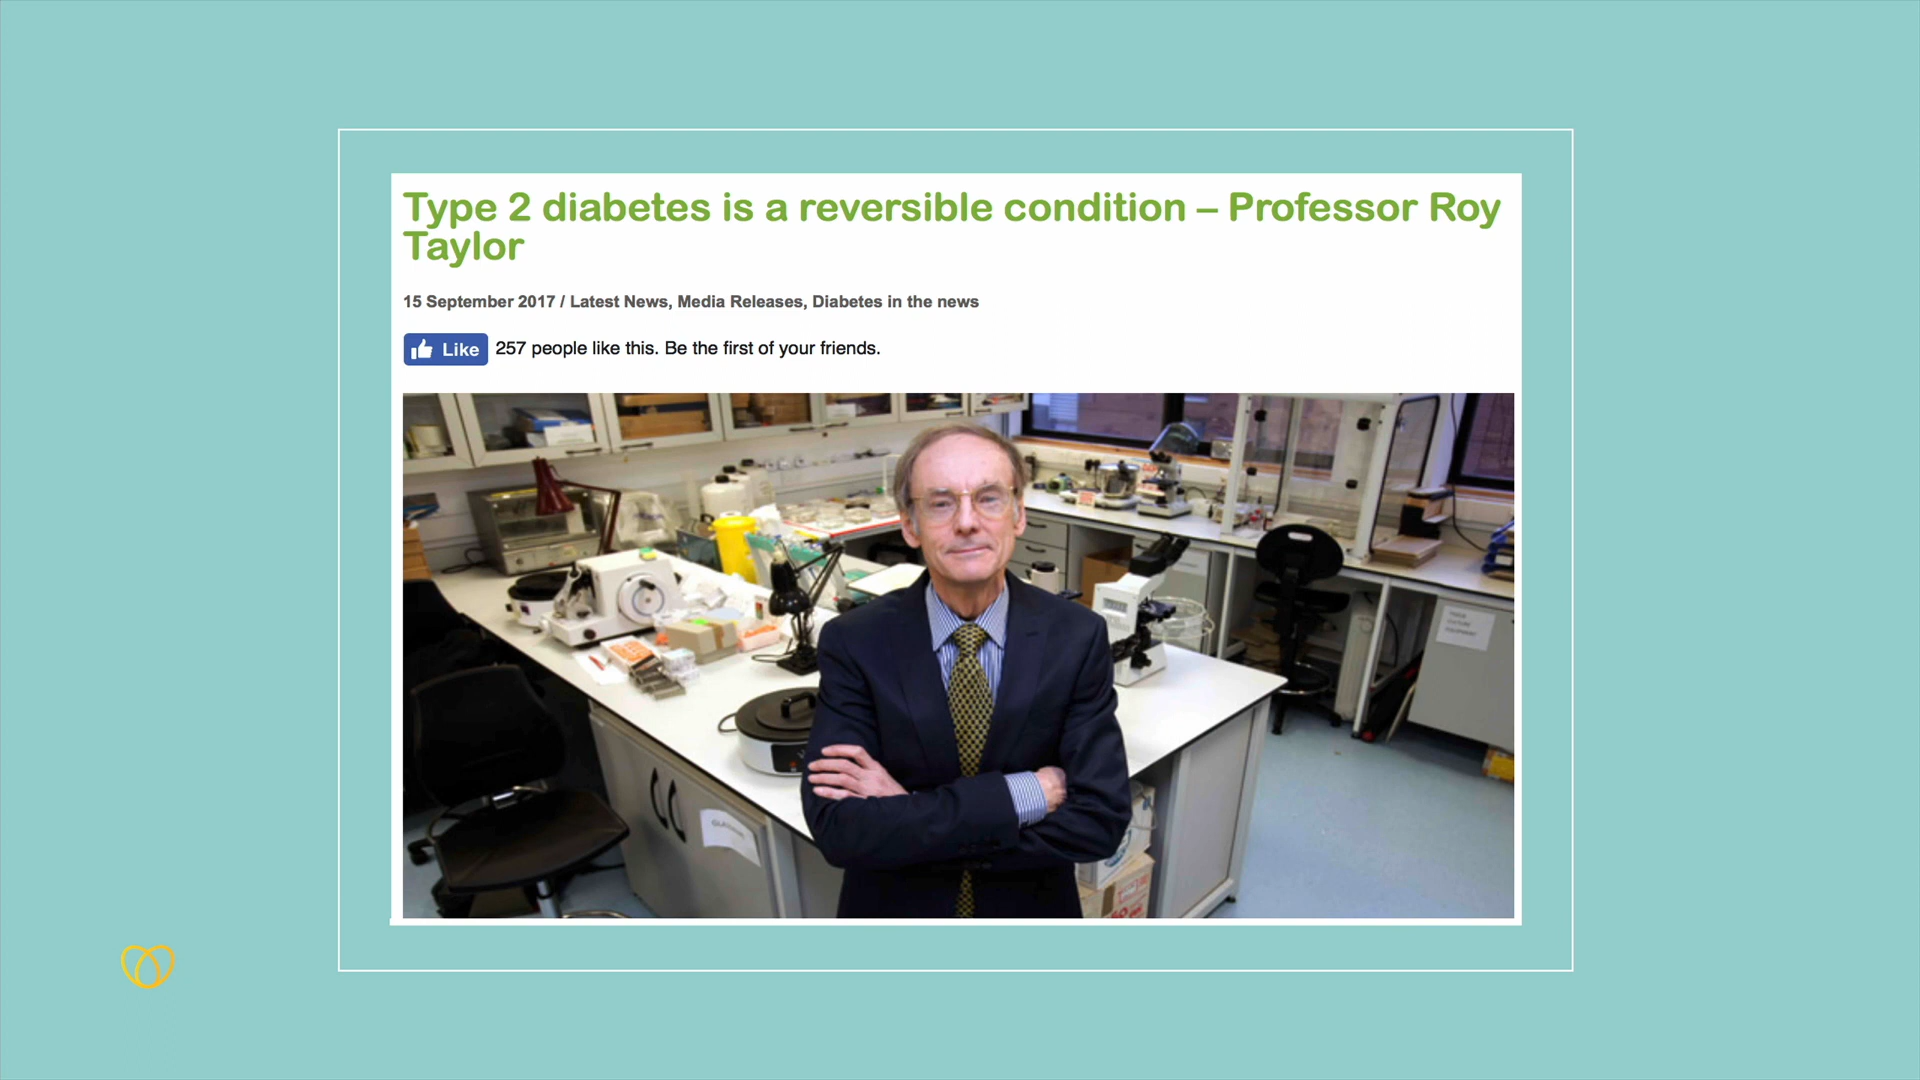 Type 2 diabetes is a reversible condition – Professor Roy
Taylor
15 September 2017 / Latest News, Media Releases, Diabetes in the news
Like 257 people like this. Be the first of your friends.